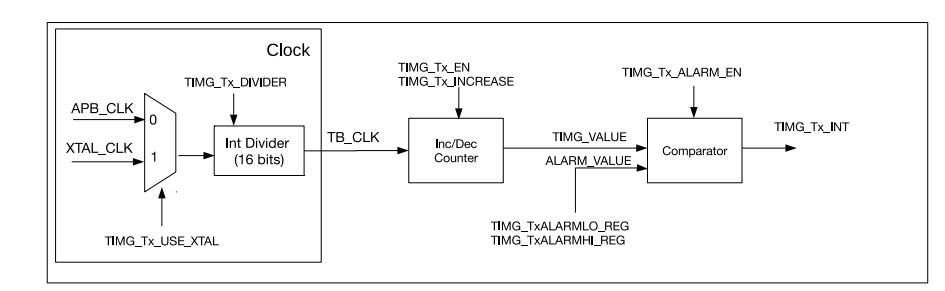 Clock
TIMG_Tx_DIVIDER
TIMG_Tx_EN
TIMG_Tx_INCREASE
TIMG_Tx_ALARM_EN
APB_CLK
0
XTAL_CLK
1
Int Divider
(16 bits)
TB_CLK
Inc/Dec
Counter
TIMG_VALUE
ALARM_VALUE
Comparator
TIMG_Tx_INT
TIMG_Tx_USE_XTAL
TIMG_TxALARMLO_REG
TIMG_TxALARMHI_REG